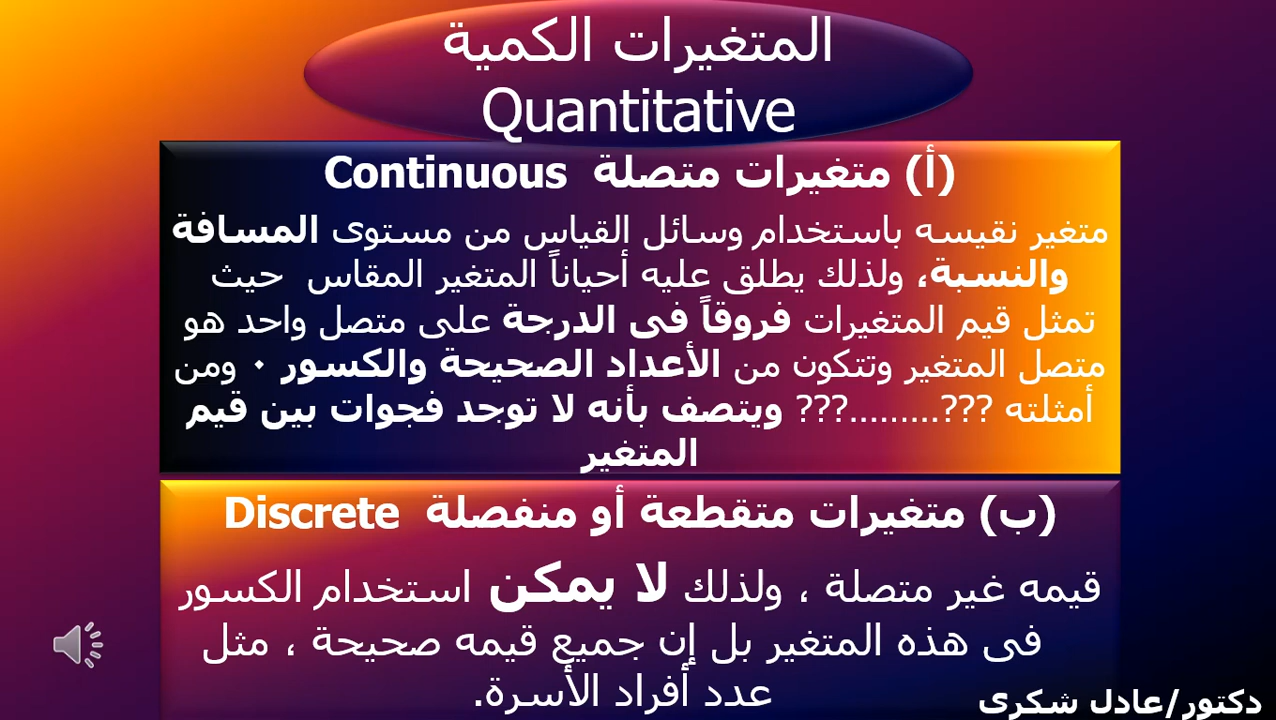 المتغيرات الكمية
Quantitative
(أ) متغيرات متصلة Continuous
متغير نقيسه باستخدام وسائل القياس من مستوى المسافة
والنسبة، ولذلك يطلق عليه أحياناً المتغير المقاس حيث
تمثل قيم المتغيرات فروقاً فى الدرجة على متصل واحد هو
متصل المتغير وتتكون من الأعداد الصحيحة والكسور ٠ ومن
أمثلته ???.........??? ويتصف بأنه لا توجد فجوات بين قيم
المتغير
(ب) متغيرات متقطعة أو منفصلة Discrete
قيمه غير متصلة ، ولذلك لا يمكن استخدام الكسور
فى هذه المتغير بل إن جميع قيمه صحيحة ، مثل
عدد أفراد الأسرة.
دكتور/عادل شكرى